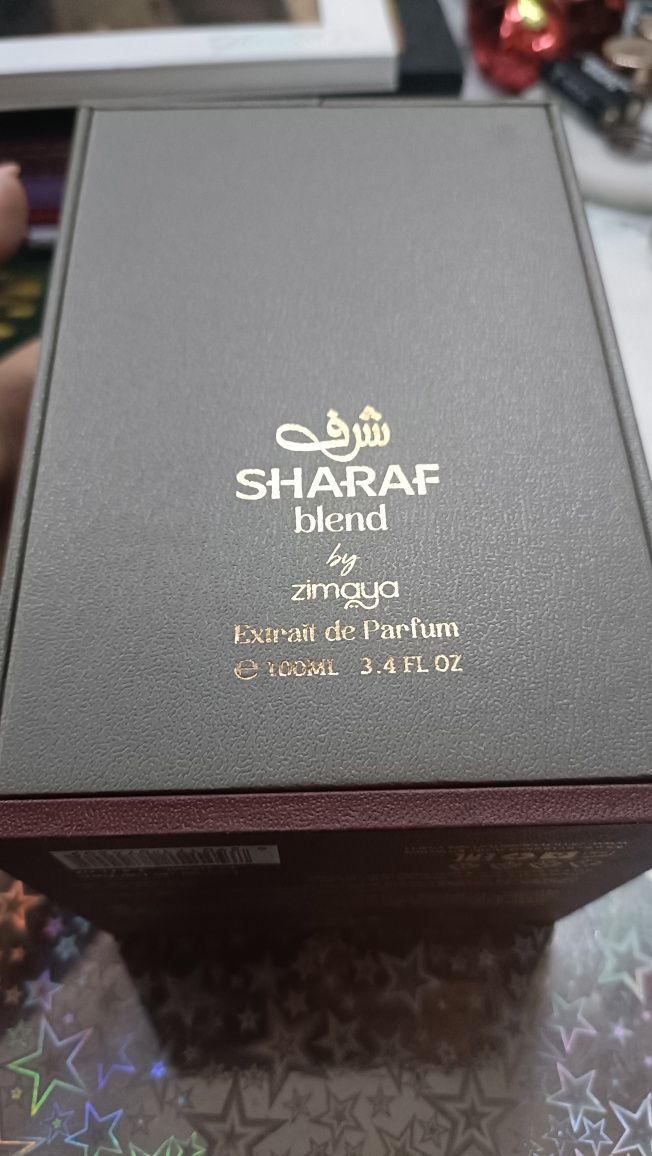 شرف
SHARAF
blend
by
zimaya
Extrait de Parfum
℮ 100ML 3.4 FL OZ